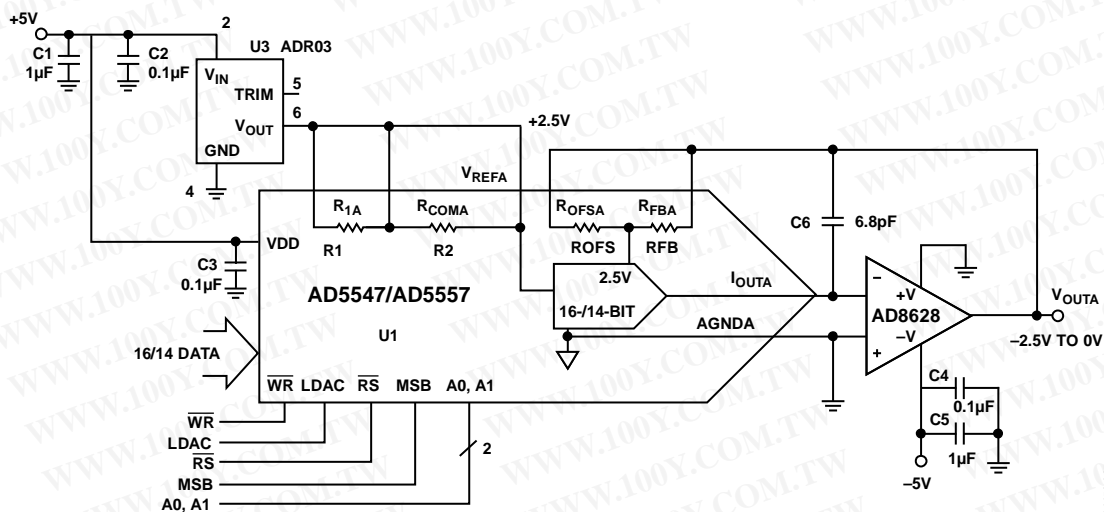 +5V
2
U3 ADR03
C1
1µF
C2
0.1µF
VIN
TRIM
5
VOUT
6
GND
4
+2.5V
VREFA
R1A
RCOMA
R1
R2
ROFSA
RFBA
ROFS
RFB
C6
6.8pF
VDD
C3
0.1µF
2.5V
16-/14-BIT
IOUTA
AGNDA
AD5547/AD5557
U1
−
+V
AD8628
−V
+
VOUTA
−2.5V TO 0V
16/14 DATA
WR LDAC RS MSB A0, A1
C4
0.1µF
C5
1µF
−5V
WR
LDAC
RS
MSB
A0, A1
2
WWW.100Y.COM.TW